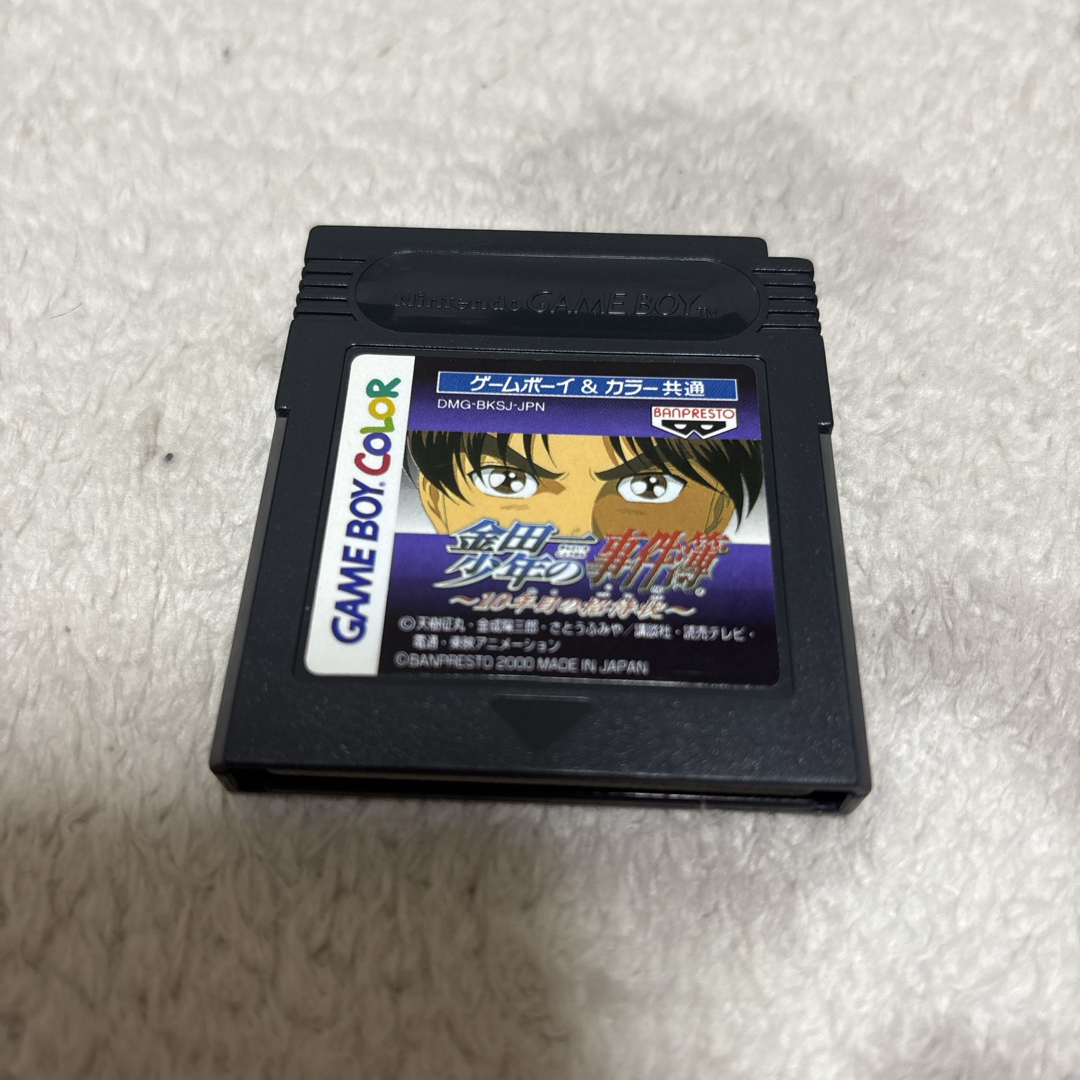 Nintendo GAME BOY™
GAME BOY COLOR
ゲームボーイ & カラー共通
DMG-BKSJ-JPN
BANPRESTO
金田一
少年の事件簿
～10年目の招待状～
©天樹征丸・金成陽三郎・さとうふみや/講談社・読売テレビ・
電通・東映アニメーション
©BANPRESTO 2000 MADE IN JAPAN